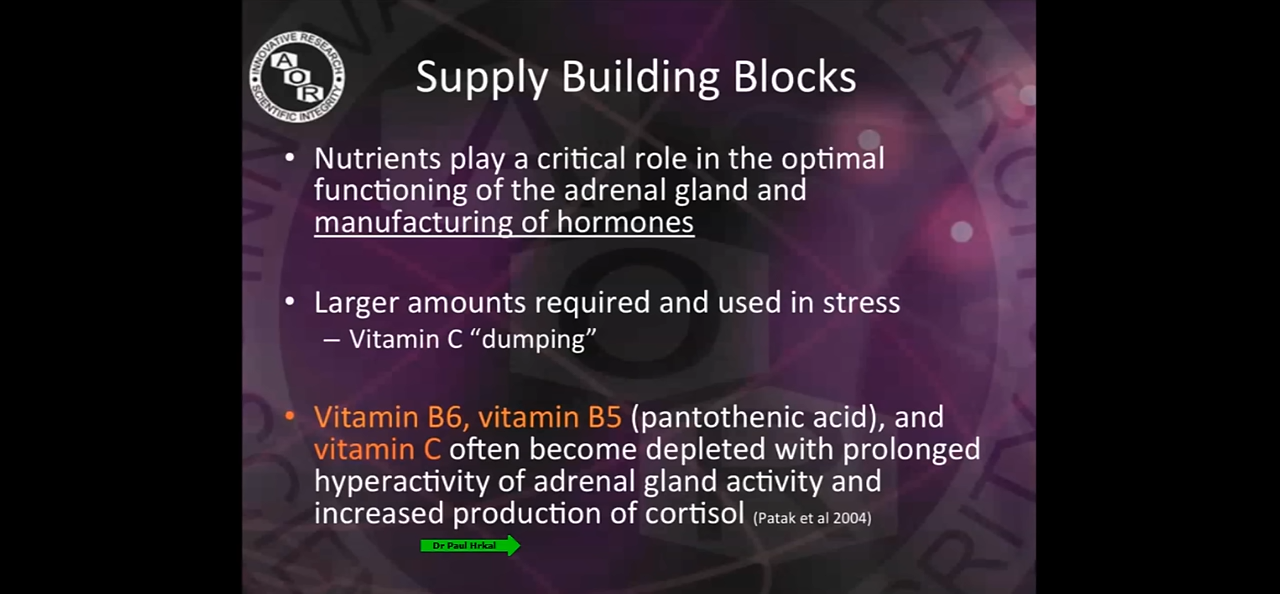 INNOVATIVE RESEARCH
AOR
SCIENTIFIC INTEGRITY
Supply Building Blocks
• Nutrients play a critical role in the optimal
functioning of the adrenal gland and
manufacturing of hormones
• Larger amounts required and used in stress
– Vitamin C “dumping”
• Vitamin B6, vitamin B5 (pantothenic acid), and
vitamin C often become depleted with prolonged
hyperactivity of adrenal gland activity and
increased production of cortisol (Patak et al 2004)
Dr Paul Hrkal